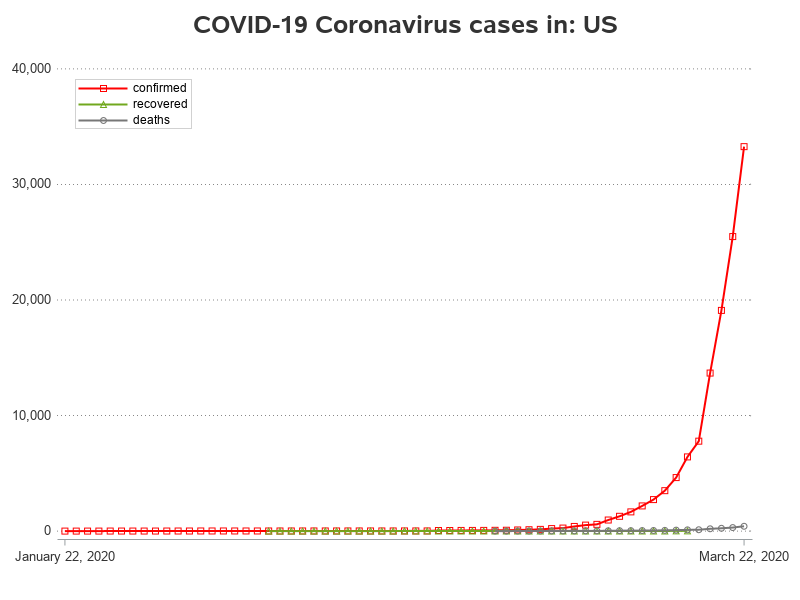 COVID-19 Coronavirus cases in: US
40,000
confirmed
recovered
deaths
30,000
20,000
10,000
0
January 22, 2020
March 22, 2020